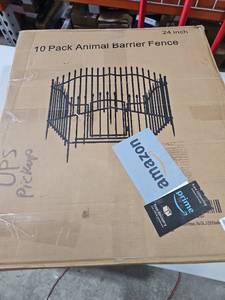 24 inch
10 Pack Animal Barrier Fence
UPS
Pickup
amazon
prime